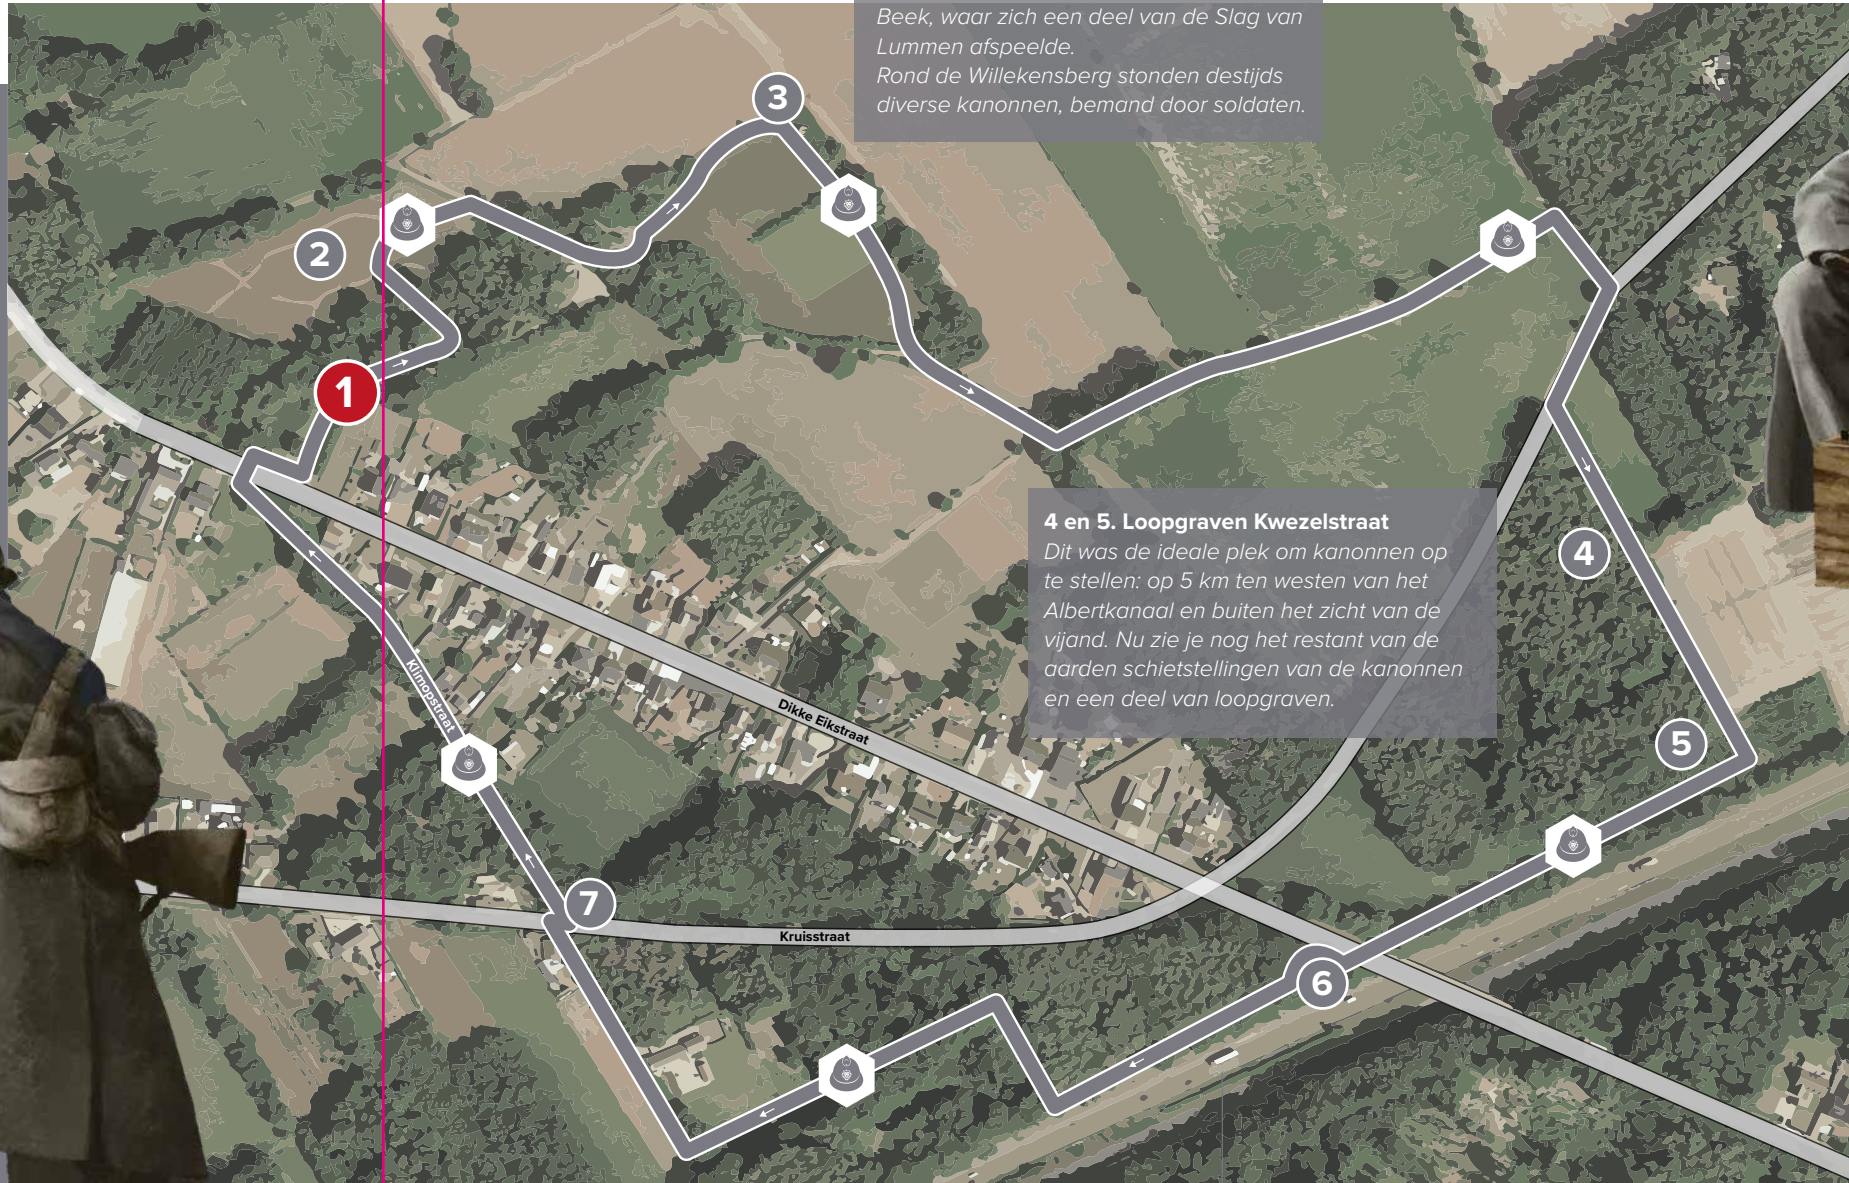 Beek, waar zich een deel van de Slag van
Lummen afspeelde.
Rond de Willekensberg stonden destijds
diverse kanonnen, bemand door soldaten.
3
2
1
4 en 5. Loopgraven Kwezelstraat
Dit was de ideale plek om kanonnen op
te stellen: op 5 km ten westen van het
Albertkanaal en buiten het zicht van de
vijand. Nu zie je nog het restant van de
aarden schietstellingen van de kanonnen
en een deel van loopgraven.
4
Klimopstraat
Dikke Eikstraat
5
7
Kruisstraat
6